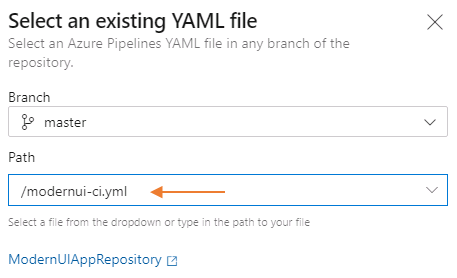 Select an existing YAML file
Select an Azure Pipelines YAML file in any branch of the
repository.
Branch
master
Path
/modernui-ci.yml
Select a file from the dropdown or type in the path to your file
ModernUIAppRepository